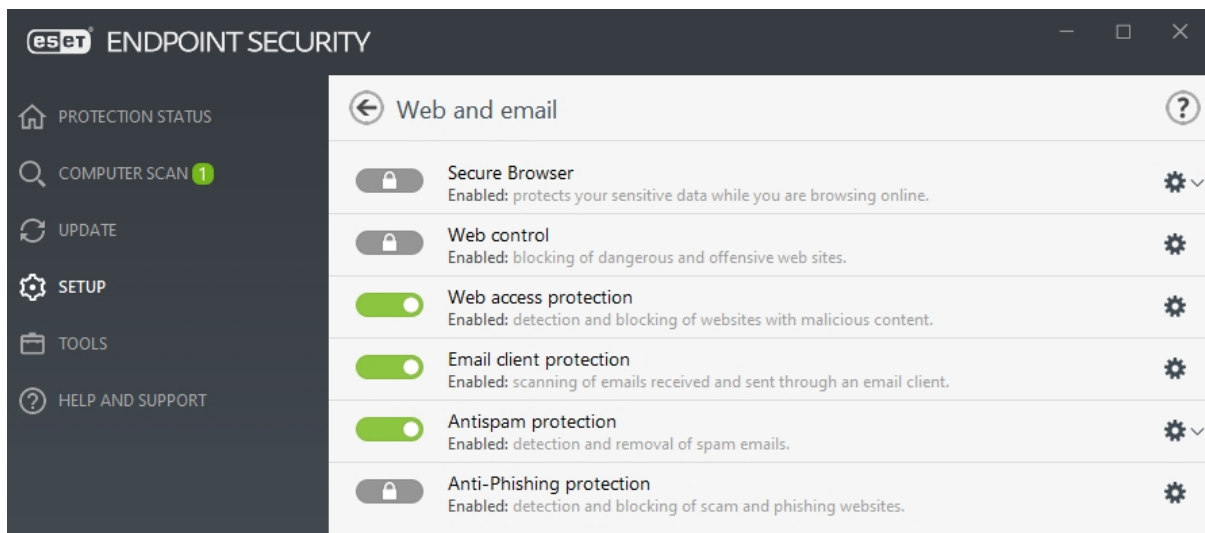 eset ENDPOINT SECURITY
PROTECTION STATUS
COMPUTER SCAN 1
UPDATE
SETUP
TOOLS
HELP AND SUPPORT
Web and email
?
Secure Browser
Enabled: protects your sensitive data while you are browsing online.
Web control
Enabled: blocking of dangerous and offensive web sites.
Web access protection
Enabled: detection and blocking of websites with malicious content.
Email client protection
Enabled: scanning of emails received and sent through an email client.
Antispam protection
Enabled: detection and removal of spam emails.
Anti-Phishing protection
Enabled: detection and blocking of scam and phishing websites.